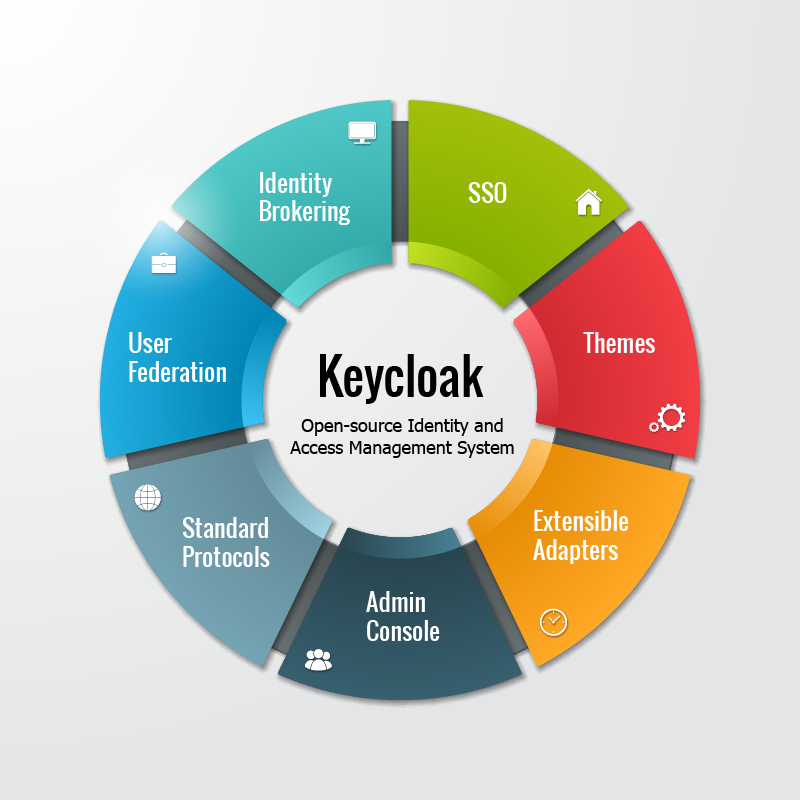 Identity
Brokering
SSO
Themes
User
Federation
Keycloak
Open-source Identity and
Access Management System
Extensible
Adapters
Standard
Protocols
Admin
Console